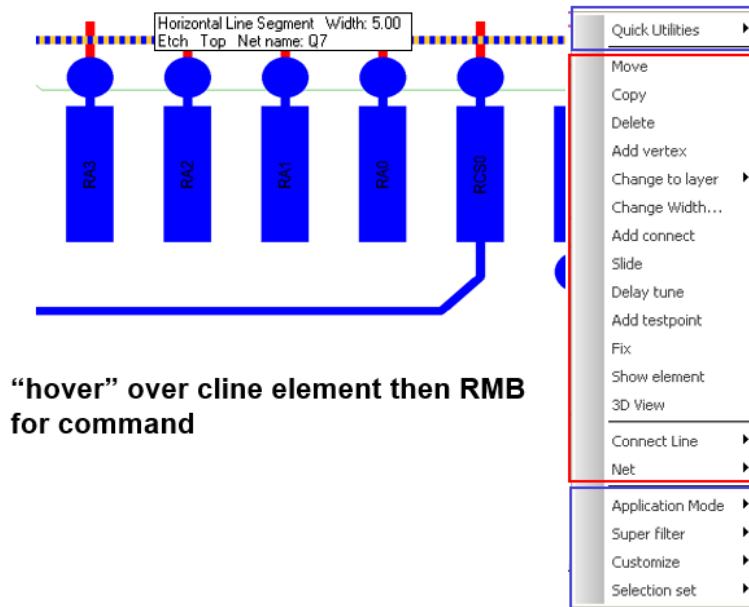 Horizontal Line Segment Width: 5.00
Etch Top Net name: Q7
RA3
RA2
RA1
RA0
RCS0
“hover” over cline element then RMB
for command
Quick Utilities
Move
Copy
Delete
Add vertex
Change to layer
Change Width...
Add connect
Slide
Delay tune
Add testpoint
Fix
Show element
3D View
Connect Line
Net
Application Mode
Super filter
Customize
Selection set